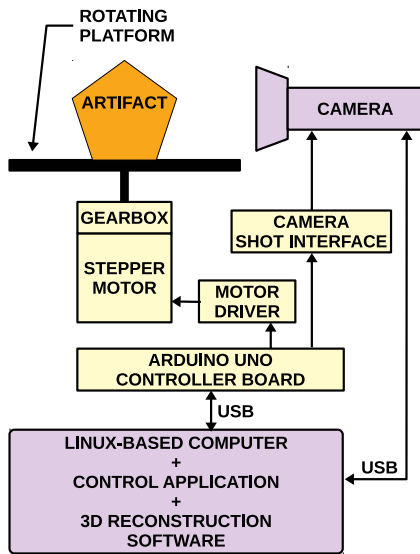 ROTATING
PLATFORM
ARTIFACT
CAMERA
GEARBOX
STEPPER
MOTOR
CAMERA
SHOT INTERFACE
MOTOR
DRIVER
ARDUINO UNO
CONTROLLER BOARD
USB
LINUX-BASED COMPUTER
+
CONTROL APPLICATION
+
3D RECONSTRUCTION
SOFTWARE
USB